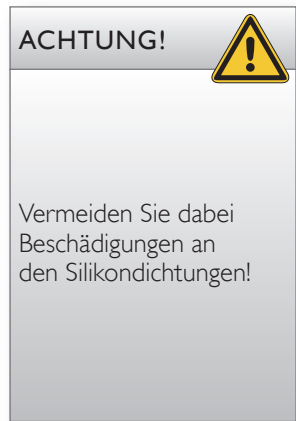 ACHTUNG!
Vermeiden Sie dabei
Beschädigungen an
den Silikondichtungen!